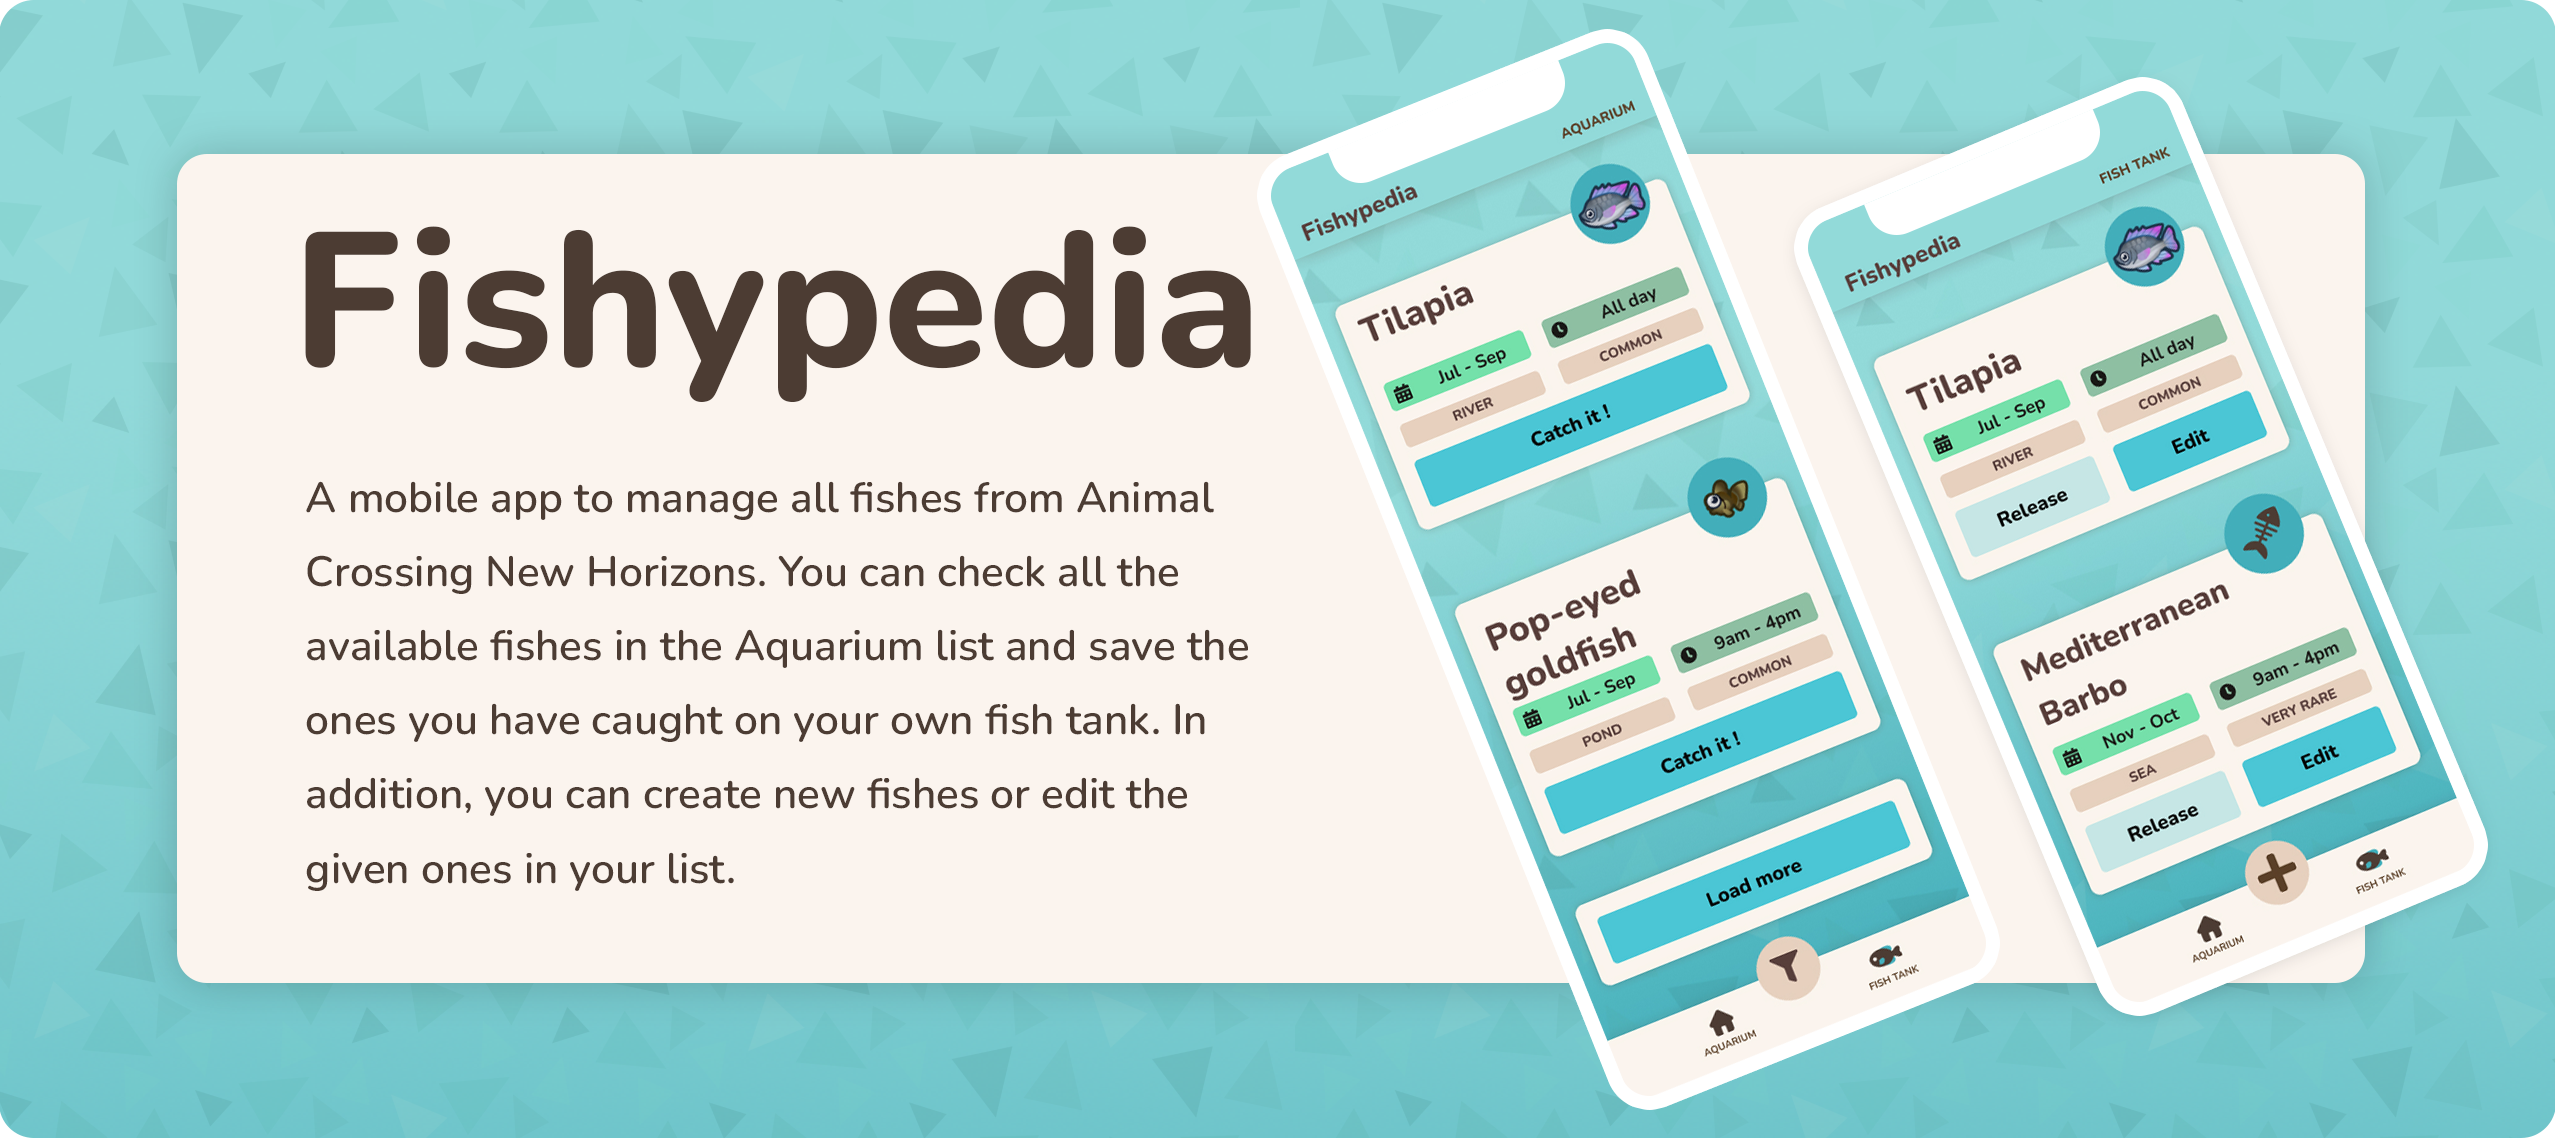 Fishypedia
A mobile app to manage all fishes from Animal
Crossing New Horizons. You can check all the
available fishes in the Aquarium list and save the
ones you have caught on your own fish tank. In
addition, you can create new fishes or edit the
given ones in your list.
Fishypedia
AQUARIUM
Tilapia
Jul - Sep
All day
RIVER
COMMON
Catch it !
Pop-eyed
goldfish
Jul - Sep
9am - 4pm
POND
COMMON
Catch it !
Load more
AQUARIUM
FISH TANK
Fishypedia
FISH TANK
Tilapia
Jul - Sep
All day
RIVER
COMMON
Release
Edit
Mediterranean
Barbo
Nov - Oct
9am - 4pm
SEA
VERY RARE
Release
Edit
AQUARIUM
FISH TANK